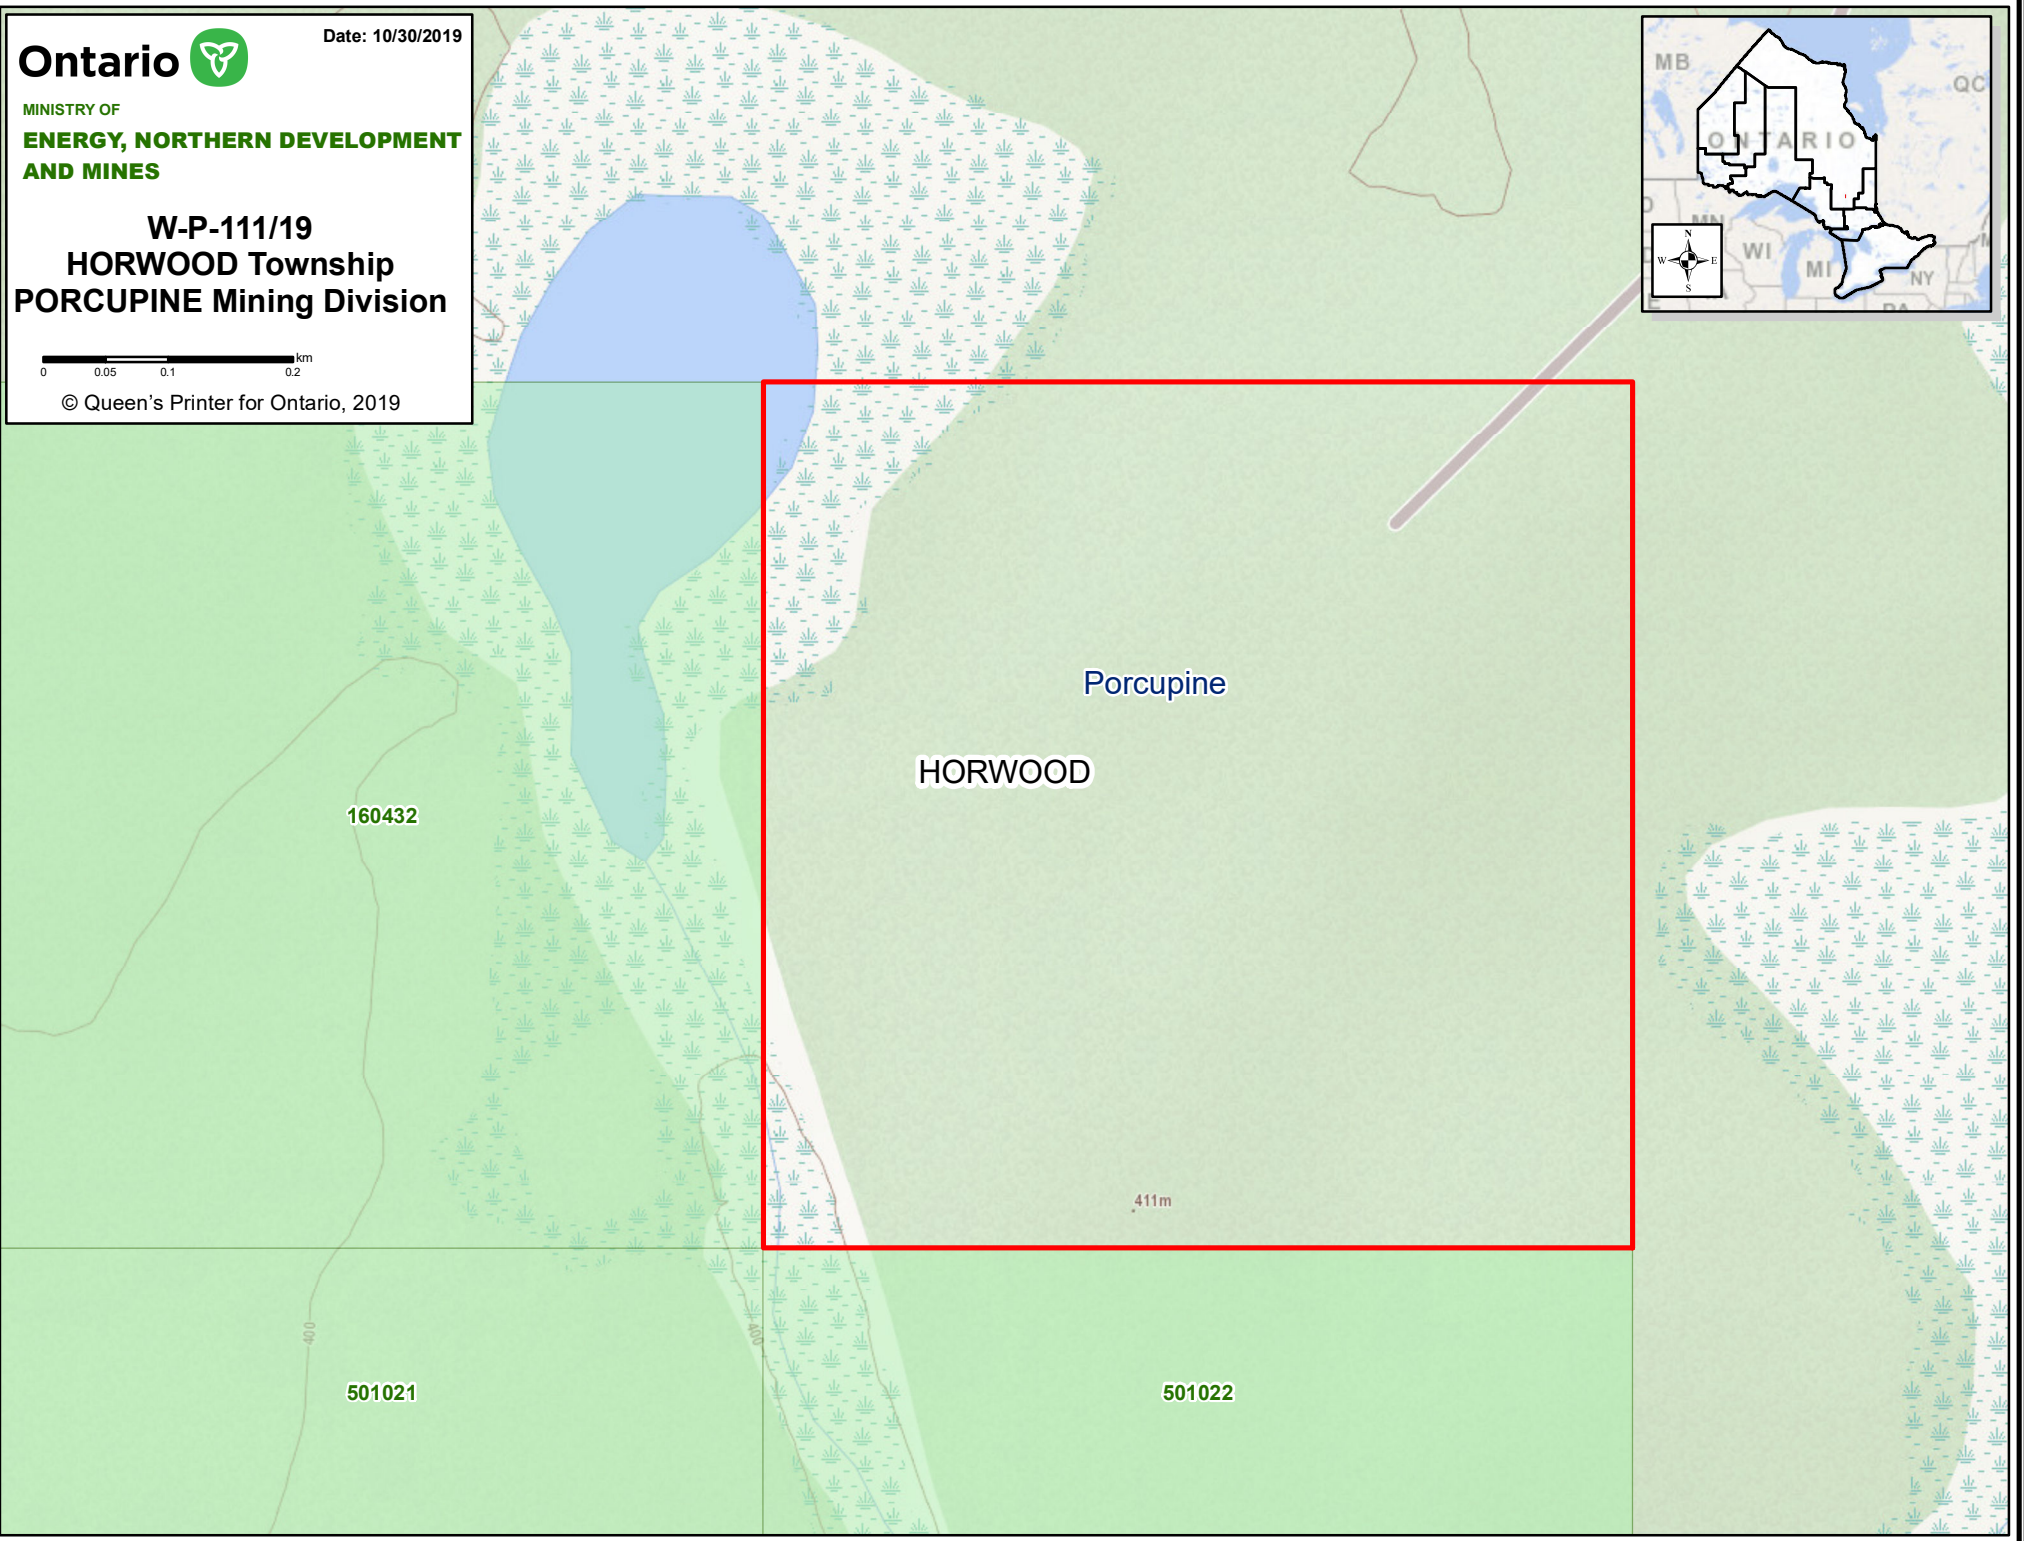 Ontario
Date: 10/30/2019
MINISTRY OF
ENERGY, NORTHERN DEVELOPMENT
AND MINES
W-P-111/19
HORWOOD Township
PORCUPINE Mining Division
km
0 0.05 0.1 0.2
© Queen's Printer for Ontario, 2019
MB
QC
ONTARIO
MN
WI
MI
NY
PA
N
W E
S
Porcupine
HORWOOD
160432
411m
400
400
501021
501022